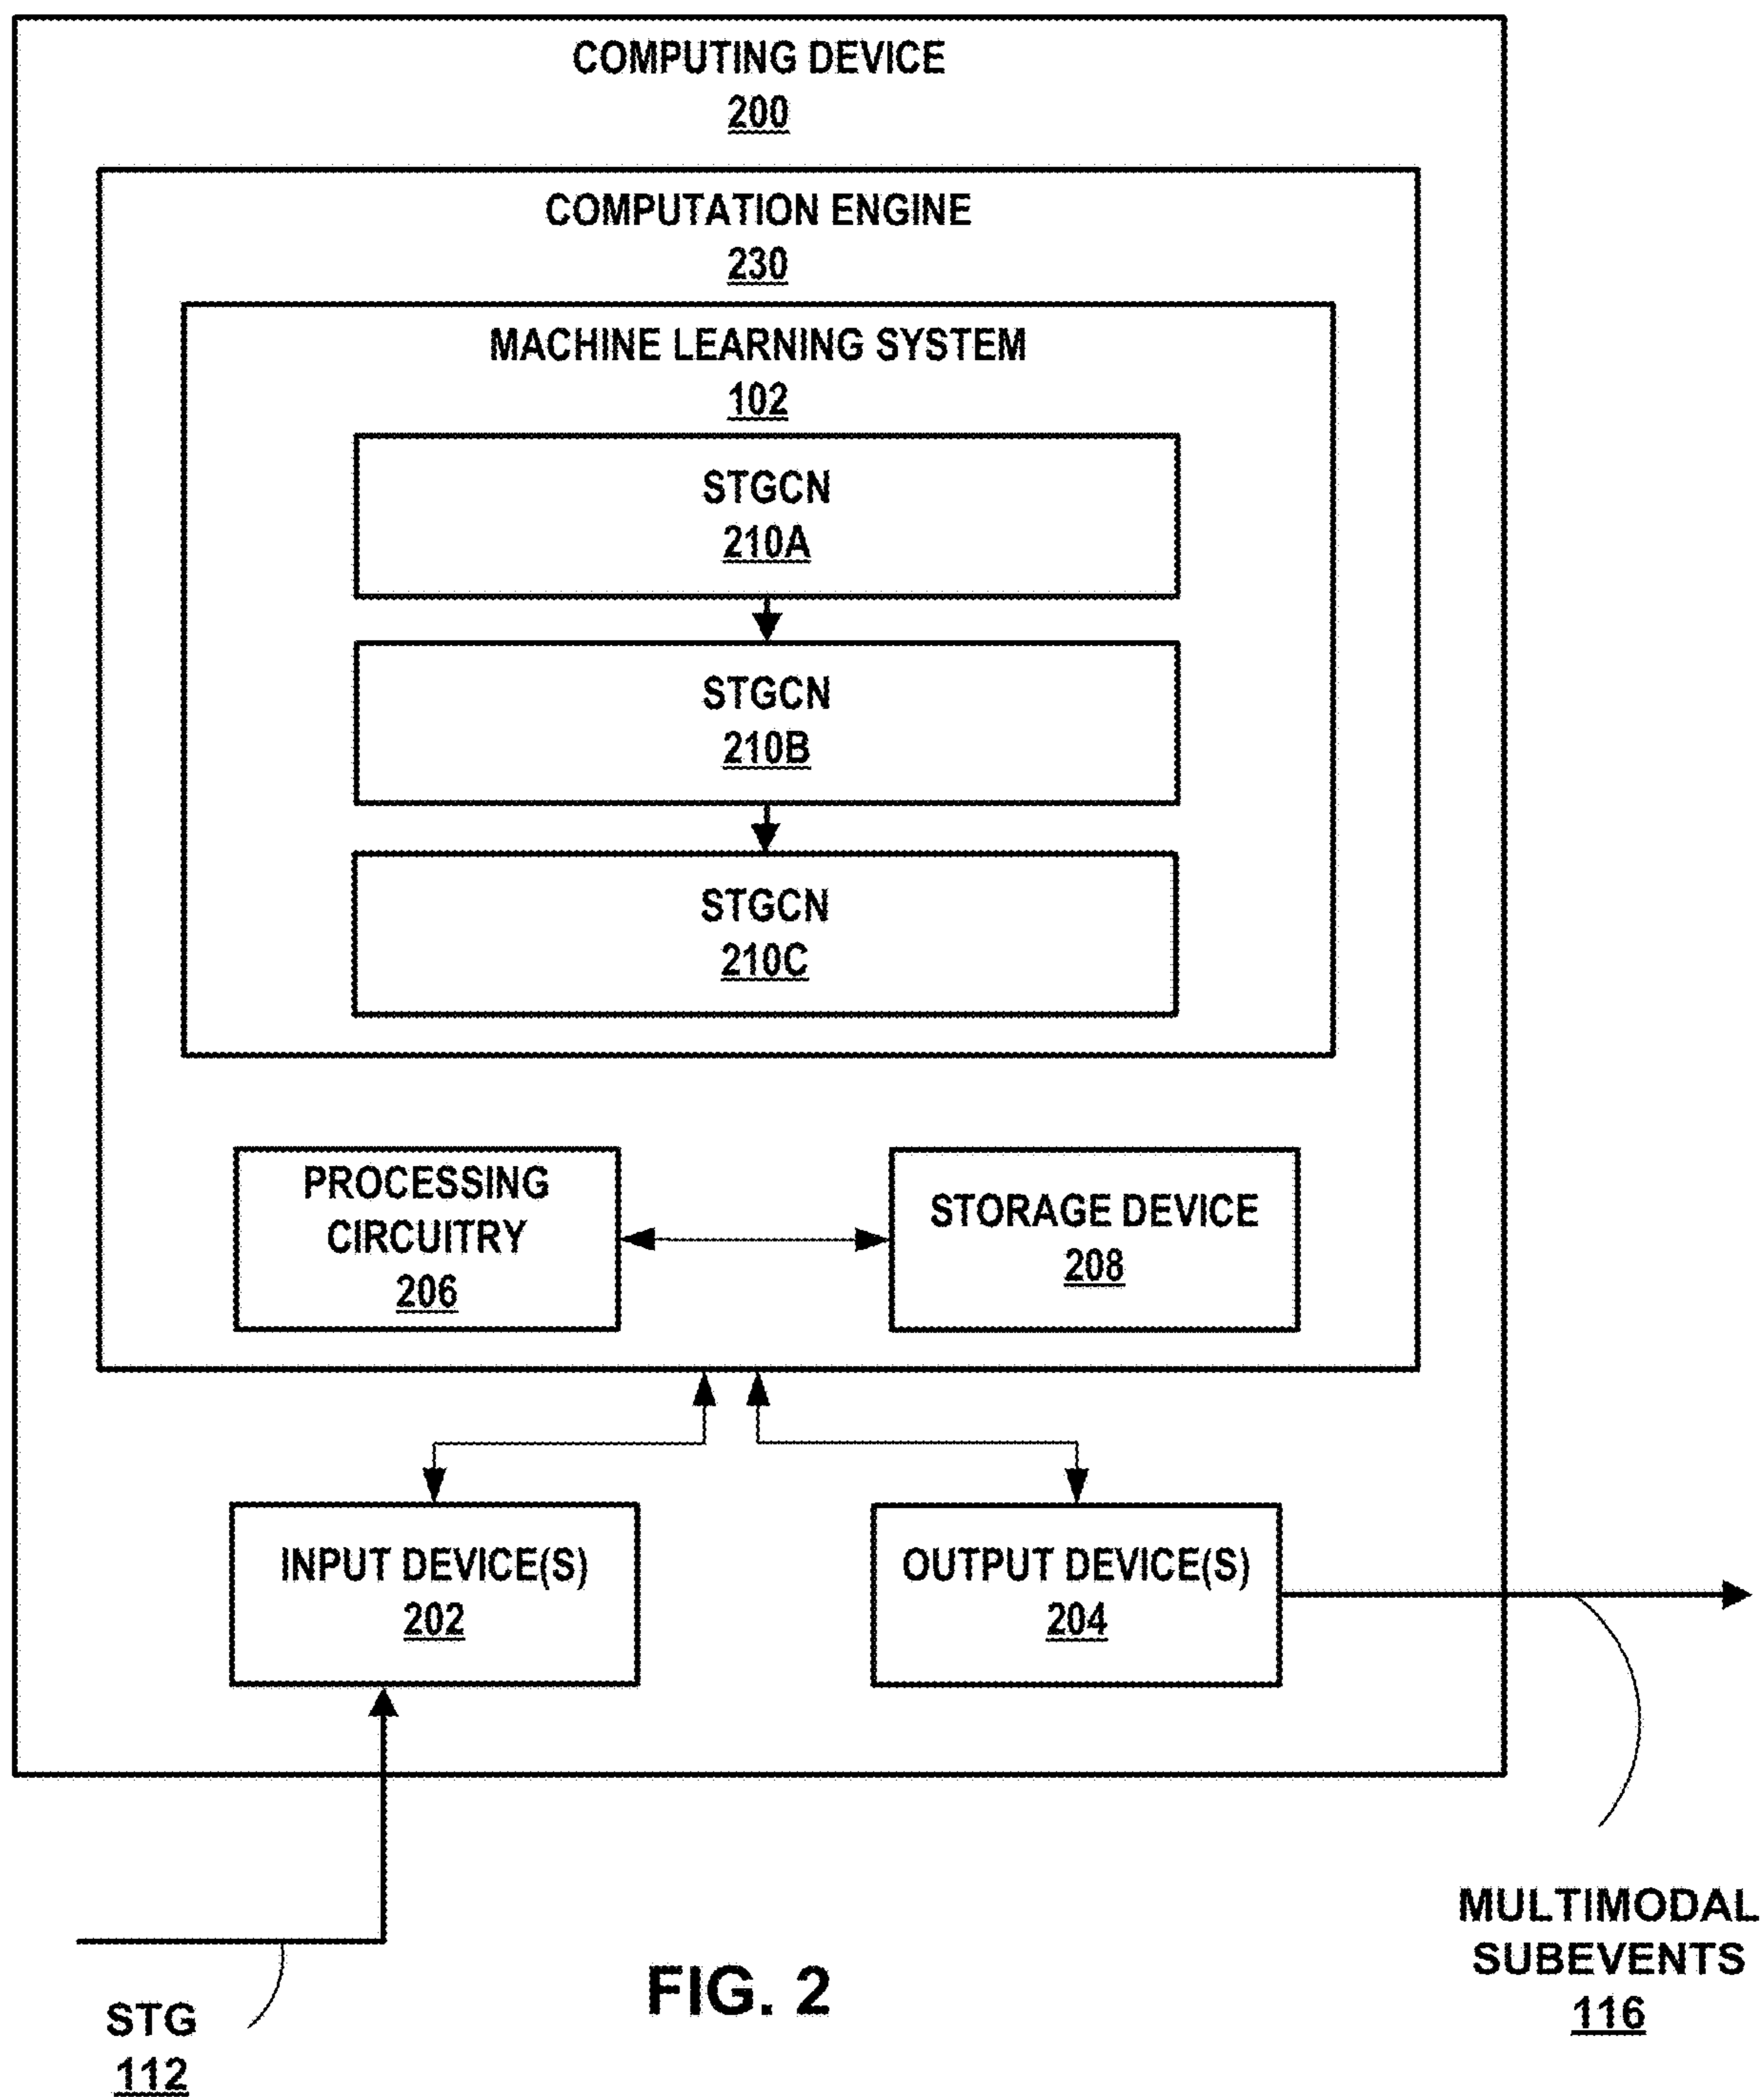 COMPUTING DEVICE
200
COMPUTATION ENGINE
230
MACHINE LEARNING SYSTEM
102
STGCN
210A
STGCN
210B
STGCN
210C
PROCESSING
CIRCUITRY
206
STORAGE DEVICE
208
INPUT DEVICE(S)
202
OUTPUT DEVICE(S)
204
MULTIMODAL
SUBEVENTS
116
STG
112
FIG. 2